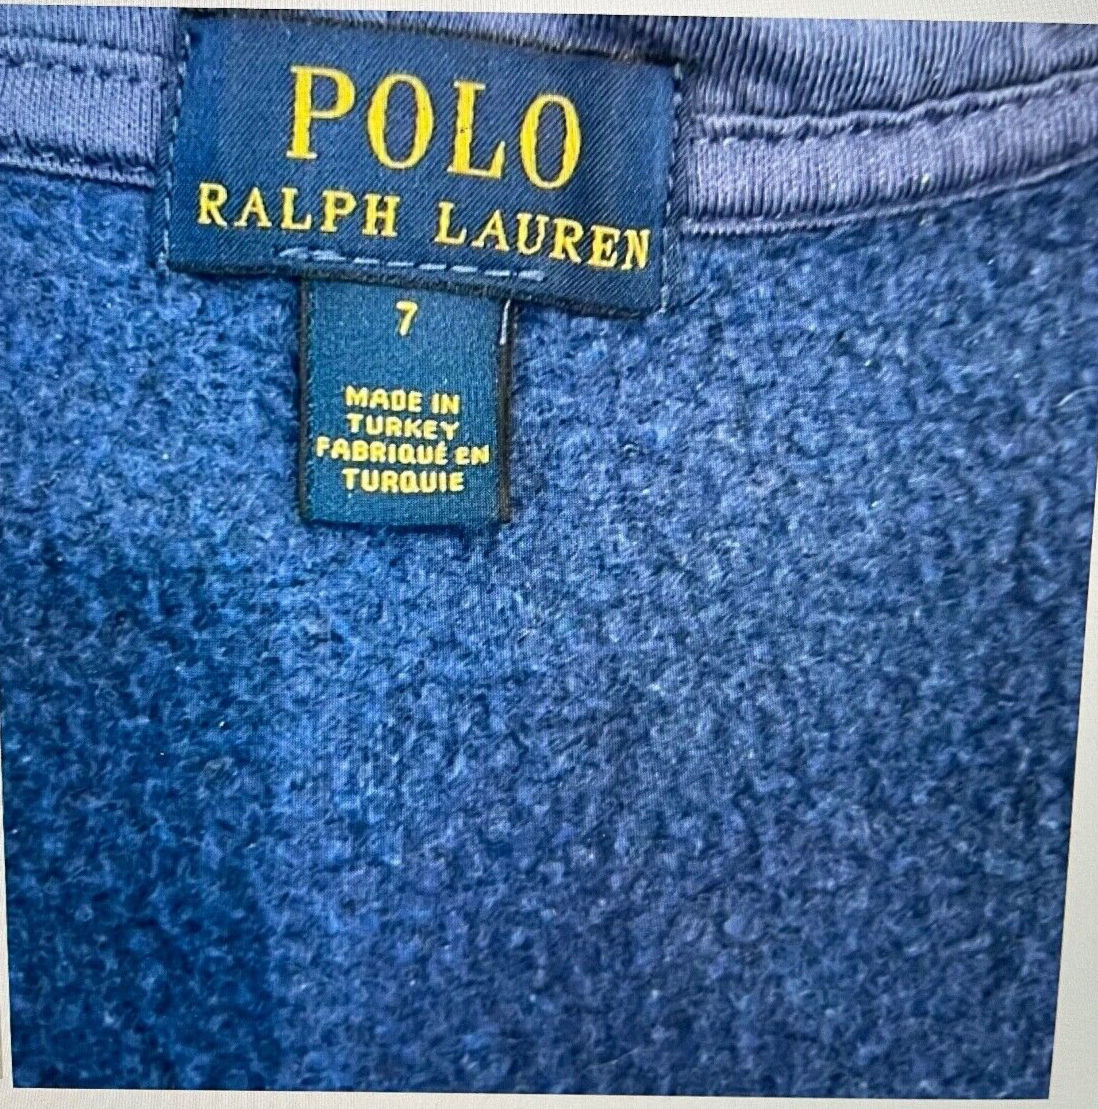 POLO
RALPH LAUREN
7
MADE IN
TURKEY
FABRIQUÉ EN
TURQUIE